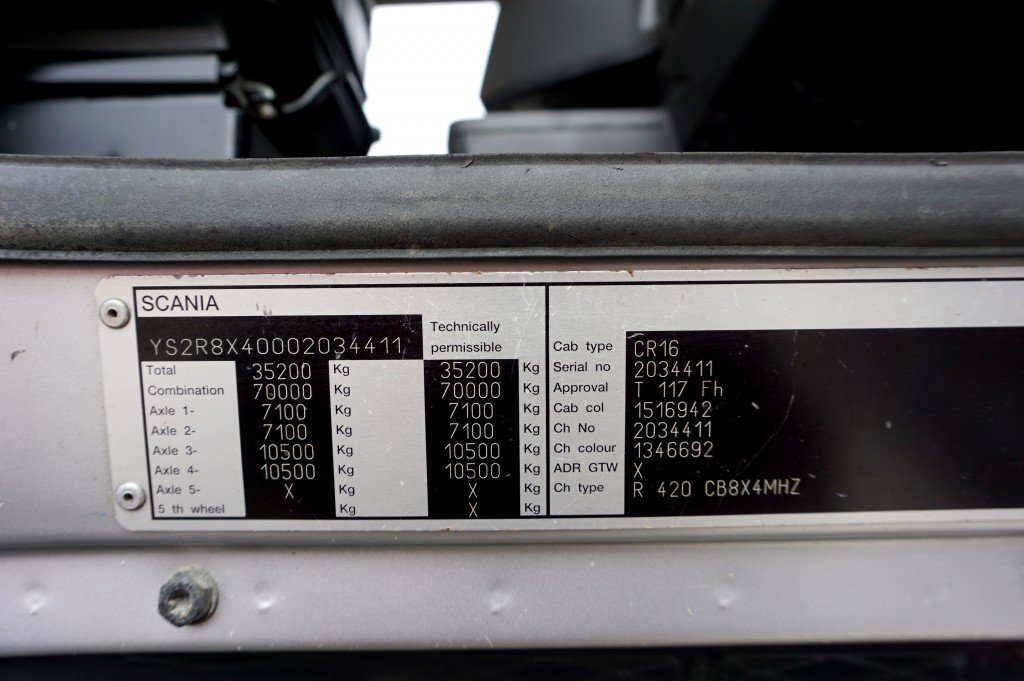 SCANIA
YS2R8X40002034411
Technically
permissible
Total 35200 Kg 35200 Kg
Combination 70000 Kg 70000 Kg
Axle 1- 7100 Kg 7100 Kg
Axle 2- 7100 Kg 7100 Kg
Axle 3- 10500 Kg 10500 Kg
Axle 4- 10500 Kg 10500 Kg
Axle 5- X Kg X Kg
5 th wheel Kg X Kg
Cab type CR16
Serial no 2034411
Approval T 117 Fh
Cab col 1516942
Ch No 2034411
Ch colour 1346692
ADR GTW X
Ch type R 420 CB8X4MHZ